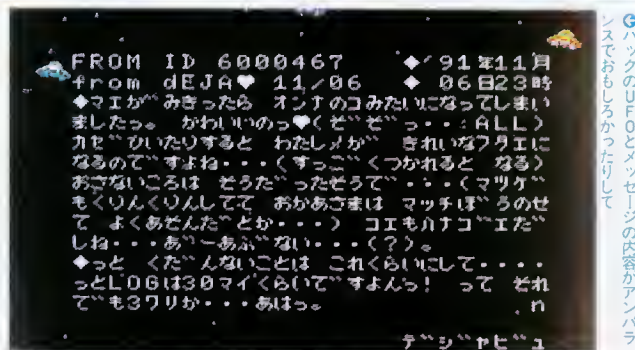 FROM ID 6000467 ◆'91年11月
from dEJA♥ 11/06 ◆ 06日23時
◆マエガ゛みきったら オンナのコみたいになってしまい
ましたっ。 かわいいのっ♥(ぞ゛ぞ゛っ・・・:ALL)
カゼ゛ひいたりすると わたしメガ きれいなフタエに
なるので゛すよね・・・(すっご゛くつかれると なる)
おさないころは そうだ゛ったそうで゛・・・(マツゲ゛
もくりんくりんしてて おかあさまは マッチぼ゛うのせ
て よくあそんだ゛とか・・・) コエもハナコ゛エだ゛
しね・・・あ゛ーあぶ゛ない・・・(?)。
◆っと くだ゛んないことは これくらいにして・・・・
っとLOGは30マイくらいで゛すよんっ! って それ
で゛も3ワリか・・・あはっ。 n
デ゛ジ゛ャビ゛ュ
バックのUFOとメッセージの内容がアンバラ
ンスでおもしろかったりして